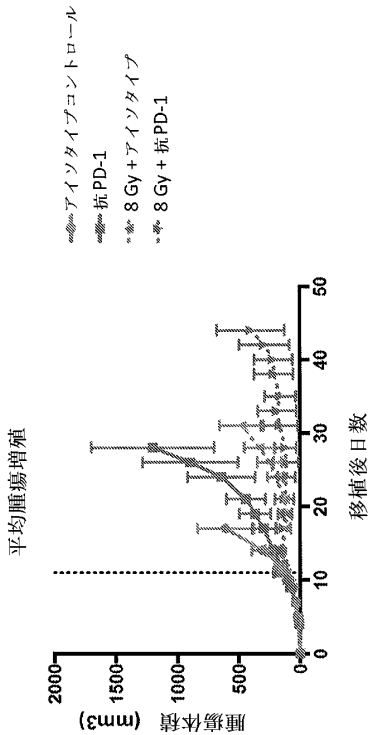 平均腫瘍増殖
アイソタイプコントロール
抗PD-1
8 Gy +アイソタイプ
8 Gy + 抗PD-1
腫瘍体積
(mm3)
2000
1500
1000
500
0
0 10 20 30 40 50
移植後日数